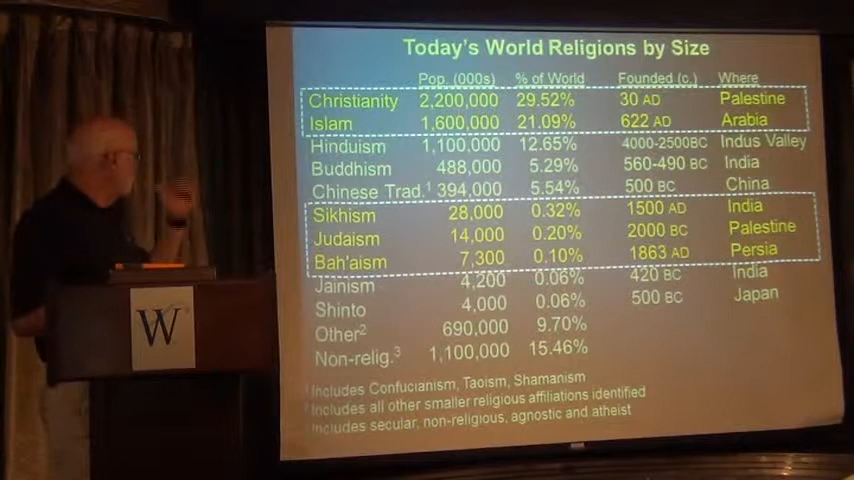 Today's World Religions by Size
Pop. (000s) % of World Founded (c.) Where
Christianity 2,200,000 29.52% 30 AD Palestine
Islam 1,600,000 21.09% 622 AD Arabia
Hinduism 1,100,000 12.65% 4000-2500BC Indus Valley
Buddhism 488,000 5.29% 560-490 BC India
Chinese Trad.1 394,000 5.54% 500 BC China
Sikhism 28,000 0.32% 1500 AD India
Judaism 14,000 0.20% 2000 BC Palestine
Bah'aism 7,300 0.10% 1863 AD Persia
Jainism 4,200 0.06% 420 BC India
Shinto 4,000 0.06% 500 BC Japan
Other2 690,000 9.70%
Non-relig.3 1,100,000 15.46%
Includes Confucianism, Taoism, Shamanism
Includes all other smaller religious affiliations identified
Includes secular, non-religious, agnostic and atheist
W